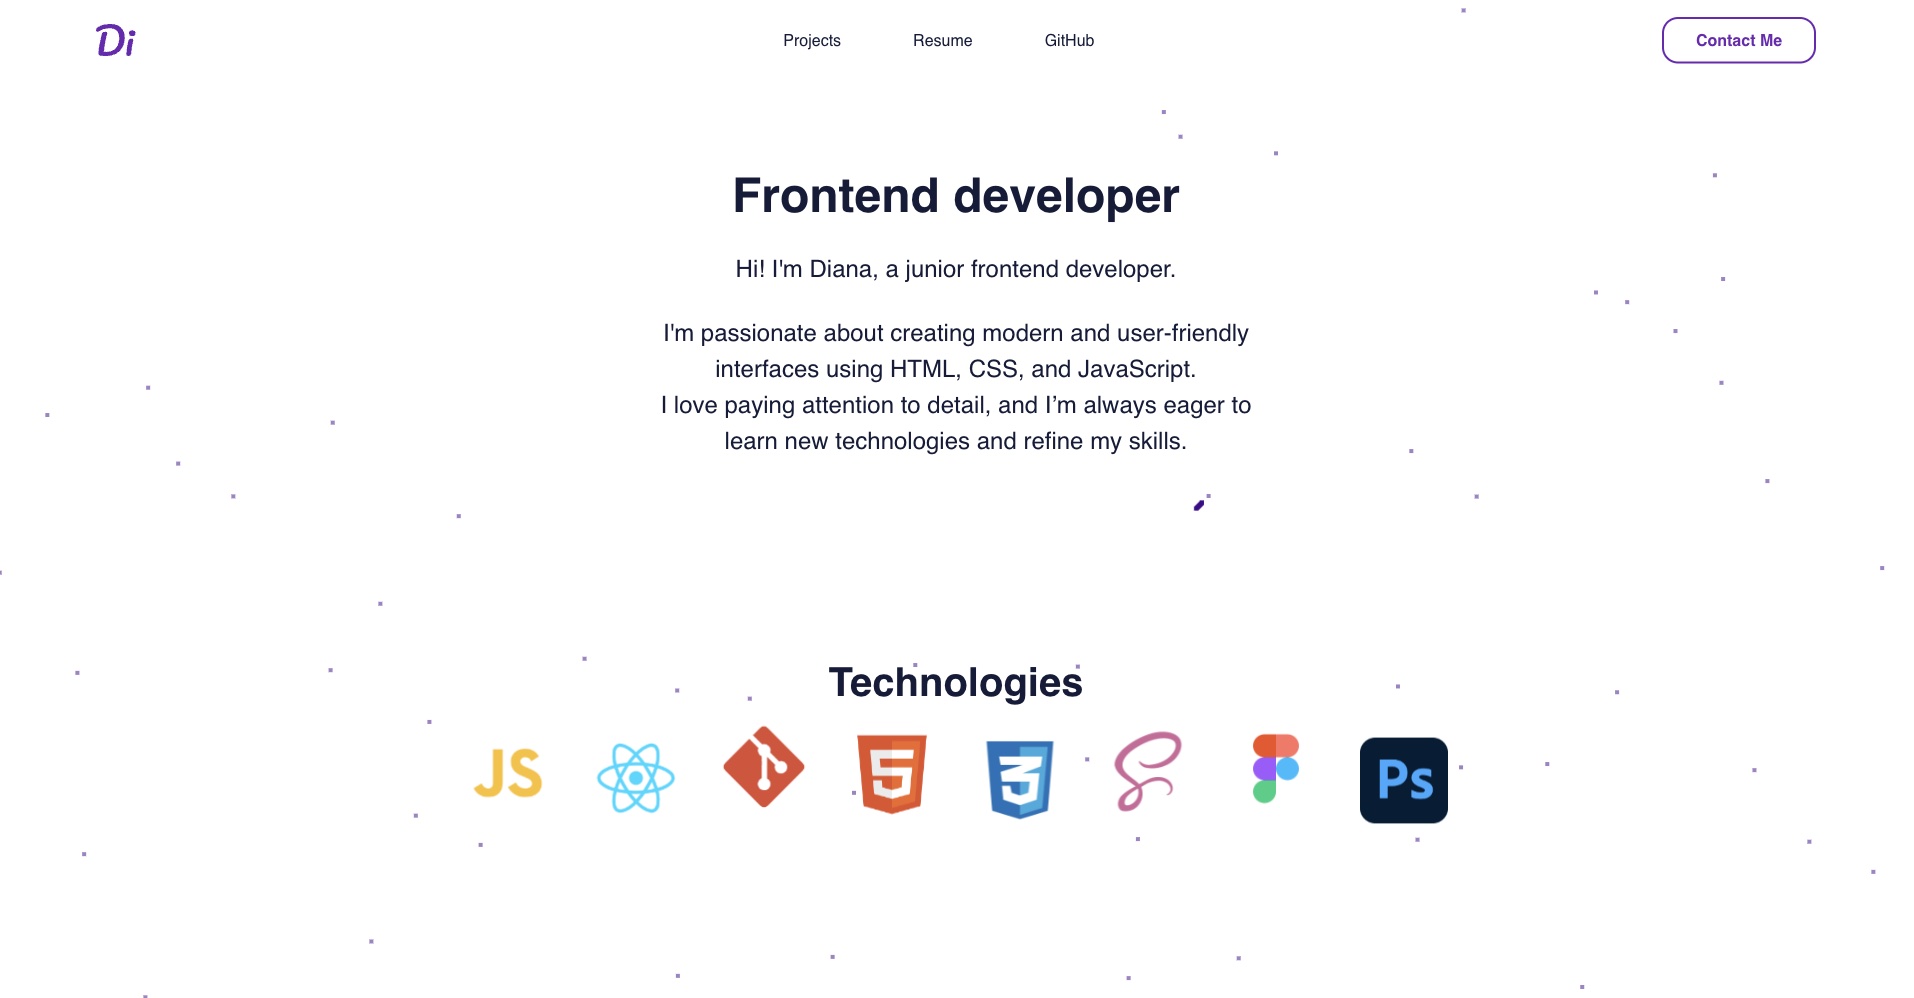 Di
Projects
Resume
GitHub
Contact Me
Frontend developer
Hi! I'm Diana, a junior frontend developer.
I'm passionate about creating modern and user-friendly
interfaces using HTML, CSS, and JavaScript.
I love paying attention to detail, and I’m always eager to
learn new technologies and refine my skills.
Technologies
JS
5
3
Ps